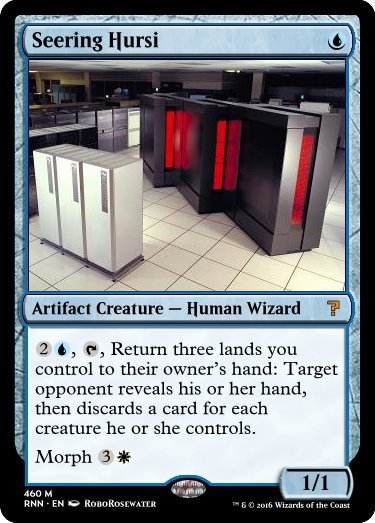 Seering Hursi
Artifact Creature — Human Wizard
2, , Return three lands you
control to their owner's hand: Target
opponent reveals his or her hand,
then discards a card for each
creature he or she controls.
Morph 3
1/1
460 M
RNN • EN RoboRosewater
™ & © 2016 Wizards of the Coast